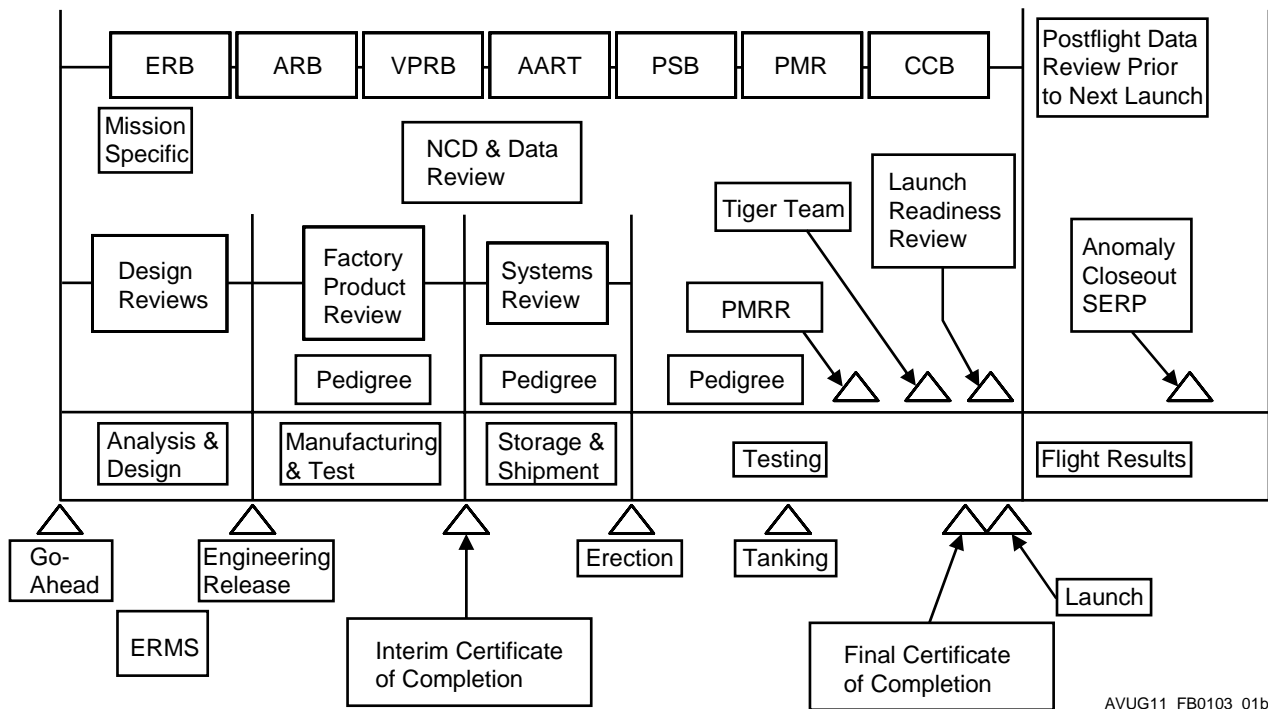 ERB
ARB
VPRB
AART
PSB
PMR
CCB
Postflight Data
Review Prior
to Next Launch
Mission
Specific
NCD & Data
Review
Tiger Team
Launch
Readiness
Review
Design
Reviews
Factory
Product
Review
Systems
Review
PMRR
Anomaly
Closeout
SERP
Pedigree
Pedigree
Pedigree
Analysis &
Design
Manufacturing
& Test
Storage &
Shipment
Testing
Flight Results
Go-
Ahead
Engineering
Release
Erection
Tanking
Launch
ERMS
Interim Certificate
of Completion
Final Certificate
of Completion
AVUG11_FB0103_01b